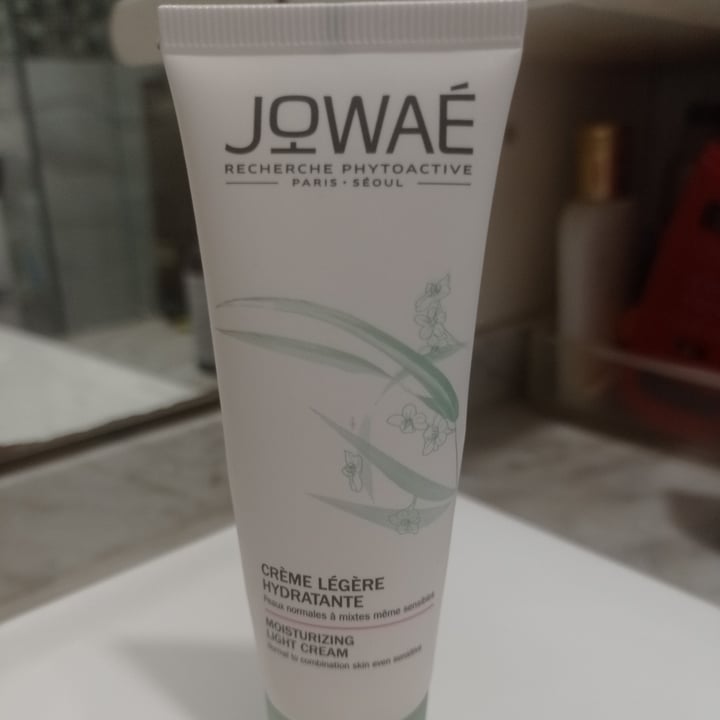 JOWAÉ
RECHERCHE PHYTOACTIVE
PARIS • SÉOUL
CRÈME LÉGÈRE
HYDRATANTE
Peaux normales à mixtes même sensibles
MOISTURIZING
LIGHT CREAM
Normal to combination skin even sensitive